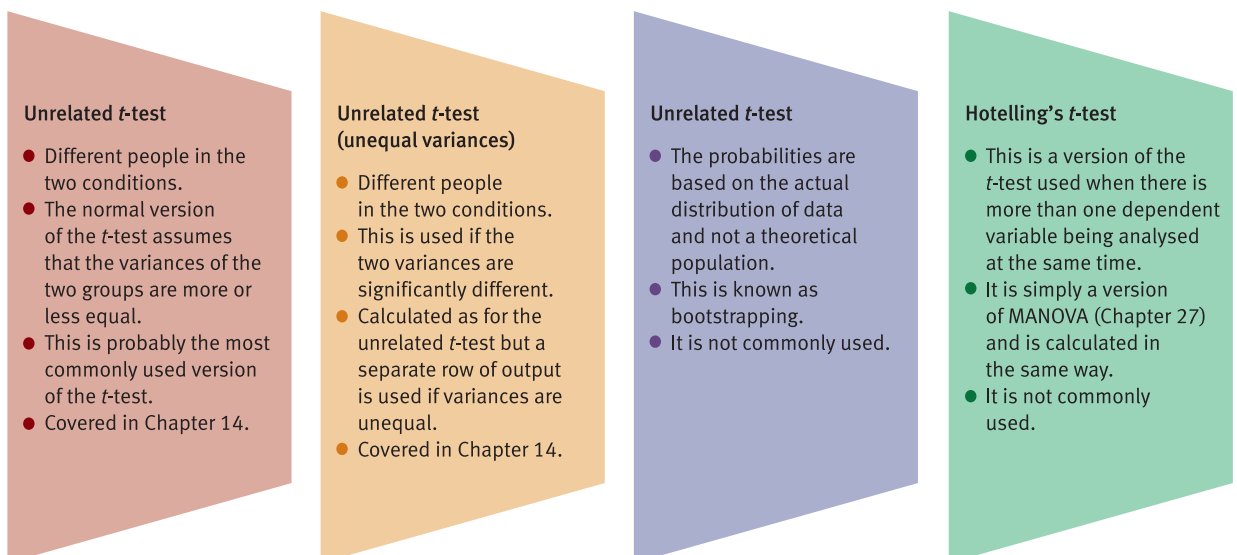 Unrelated t-test
● Different people in the
two conditions.
● The normal version
of the t-test assumes
that the variances of the
two groups are more or
less equal.
● This is probably the most
commonly used version
of the t-test.
● Covered in Chapter 14.
Unrelated t-test
(unequal variances)
● Different people
in the two conditions.
● This is used if the
two variances are
significantly different.
● Calculated as for the
unrelated t-test but a
separate row of output
is used if variances are
unequal.
● Covered in Chapter 14.
Unrelated t-test
● The probabilities are
based on the actual
distribution of data
and not a theoretical
population.
● This is known as
bootstrapping.
● It is not commonly used.
Hotelling’s t-test
● This is a version of the
t-test used when there is
more than one dependent
variable being analysed
at the same time.
● It is simply a version
of MANOVA (Chapter 27)
and is calculated in
the same way.
● It is not commonly
used.